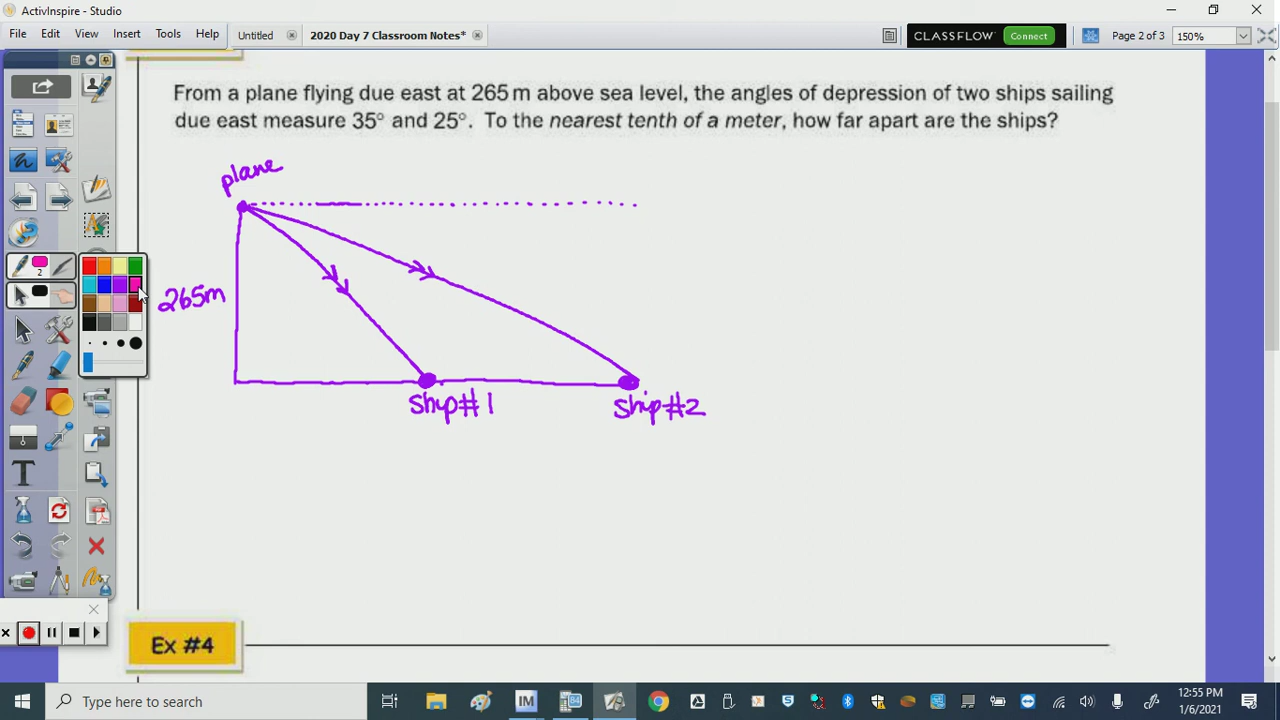 ActivInspire - Studio
File Edit View Insert Tools Help
Untitled
2020 Day 7 Classroom Notes*
CLASSFLOW Connect
Page 2 of 3
150%
From a plane flying due east at 265 m above sea level, the angles of depression of two ships sailing
due east measure 35° and 25°. To the nearest tenth of a meter, how far apart are the ships?
plane
2
265m
Ship#1
Ship#2
T
Ex #4
Type here to search
IM
12:55 PM
1/6/2021